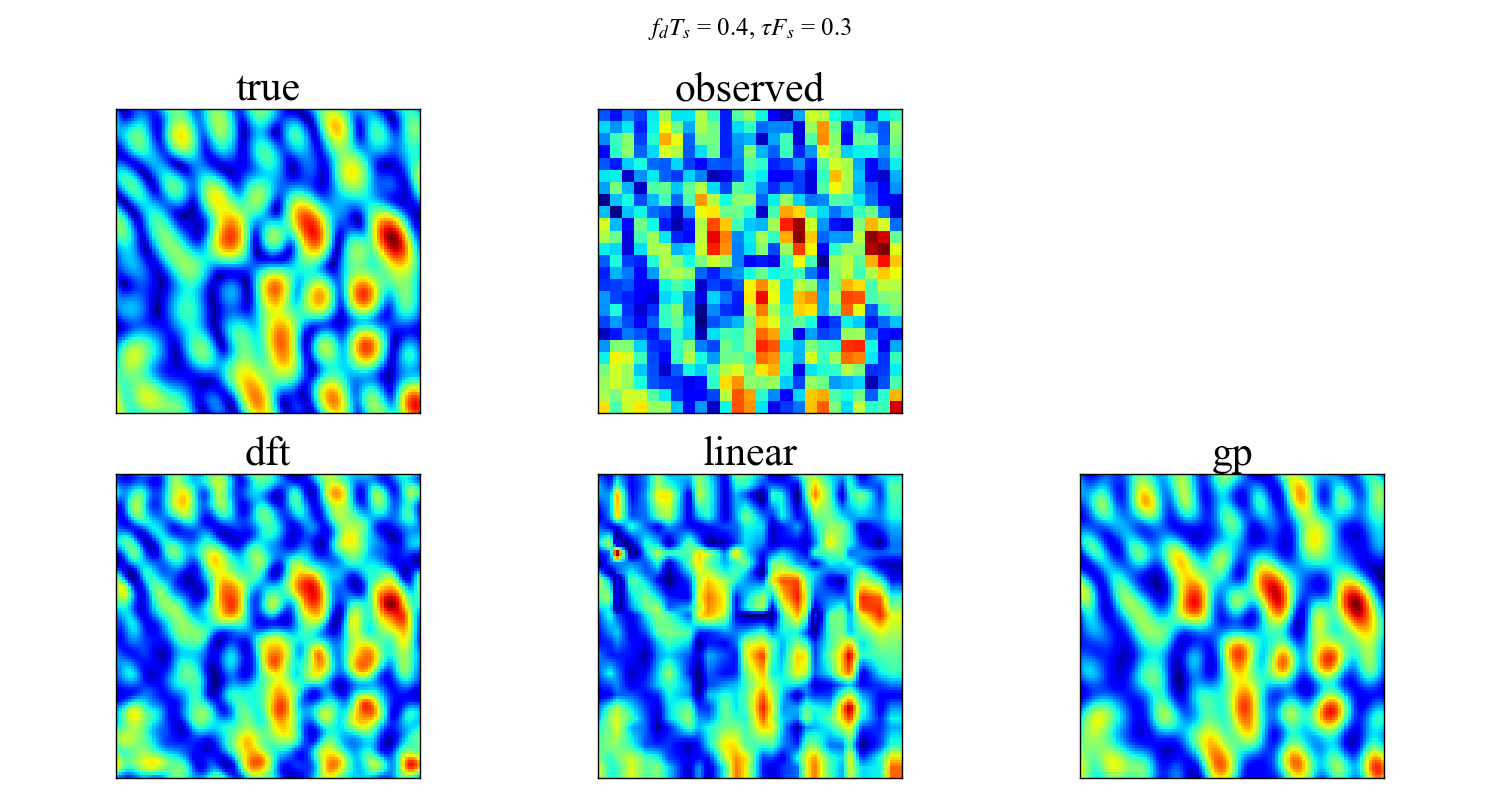 f_dT_s = 0.4, τF_s = 0.3
true
observed
dft
linear
gp